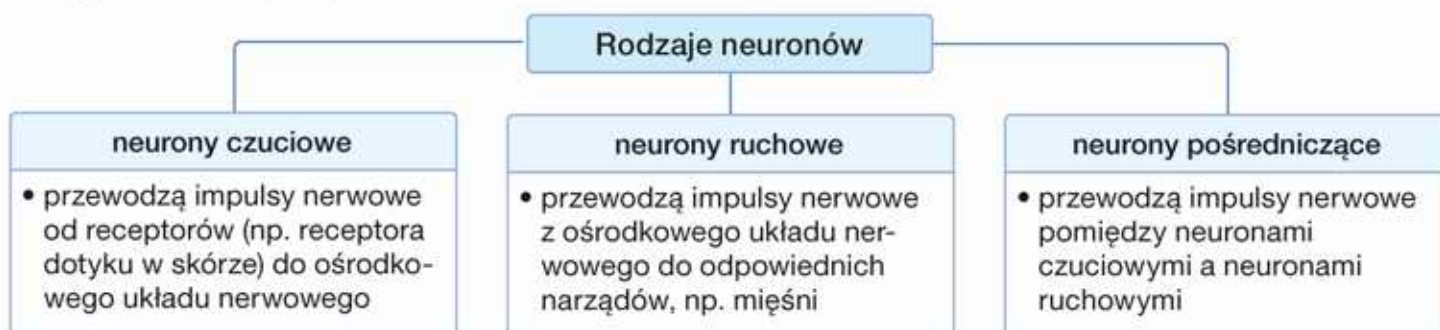 Rodzaje neuronów
neurony czuciowe
• przewodzą impulsy nerwowe
od receptorów (np. receptora
dotyku w skórze) do ośrodko-
wego układu nerwowego
neurony ruchowe
• przewodzą impulsy nerwowe
z ośrodkowego układu ner-
wowego do odpowiednich
narządów, np. mięśni
neurony pośredniczące
• przewodzą impulsy nerwowe
pomiędzy neuronami
czuciowymi a neuronami
ruchowymi